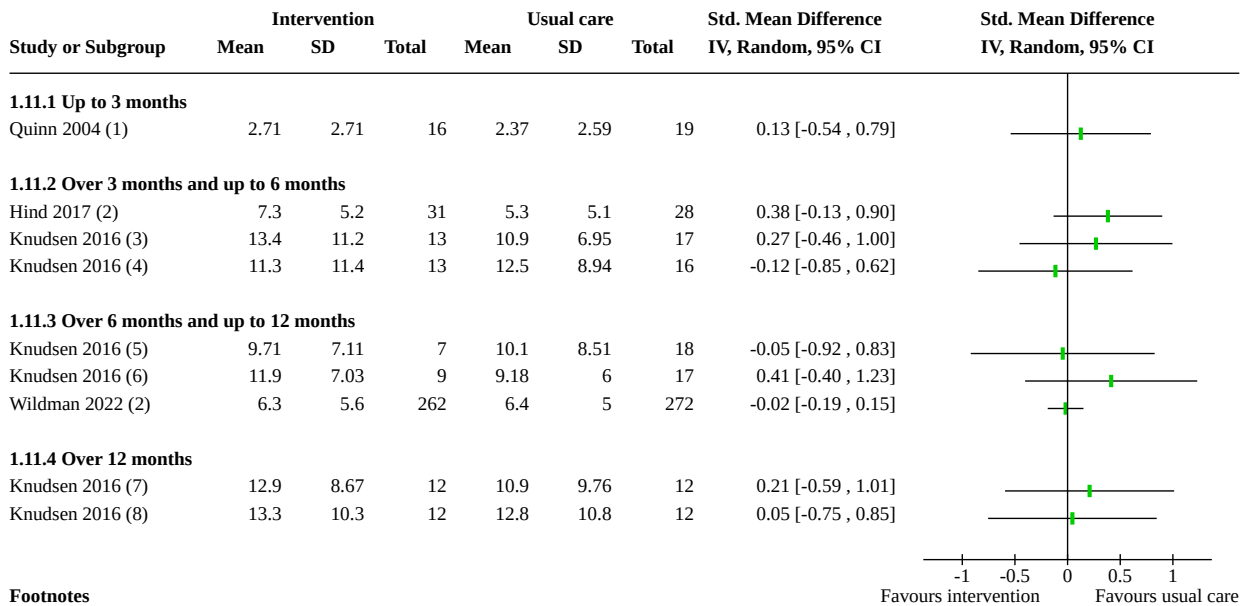 Intervention Usual care Std. Mean Difference Std. Mean Difference
Study or Subgroup Mean SD Total Mean SD Total IV, Random, 95% CI IV, Random, 95% CI
1.11.1 Up to 3 months
Quinn 2004 (1) 2.71 2.71 16 2.37 2.59 19 0.13 [-0.54 , 0.79]
1.11.2 Over 3 months and up to 6 months
Hind 2017 (2) 7.3 5.2 31 5.3 5.1 28 0.38 [-0.13 , 0.90]
Knudsen 2016 (3) 13.4 11.2 13 10.9 6.95 17 0.27 [-0.46 , 1.00]
Knudsen 2016 (4) 11.3 11.4 13 12.5 8.94 16 -0.12 [-0.85 , 0.62]
1.11.3 Over 6 months and up to 12 months
Knudsen 2016 (5) 9.71 7.11 7 10.1 8.51 18 -0.05 [-0.92 , 0.83]
Knudsen 2016 (6) 11.9 7.03 9 9.18 6 17 0.41 [-0.40 , 1.23]
Wildman 2022 (2) 6.3 5.6 262 6.4 5 272 -0.02 [-0.19 , 0.15]
1.11.4 Over 12 months
Knudsen 2016 (7) 12.9 8.67 12 10.9 9.76 12 0.21 [-0.59 , 1.01]
Knudsen 2016 (8) 13.3 10.3 12 12.8 10.8 12 0.05 [-0.75 , 0.85]
-1 -0.5 0 0.5 1
Footnotes Favours intervention Favours usual care